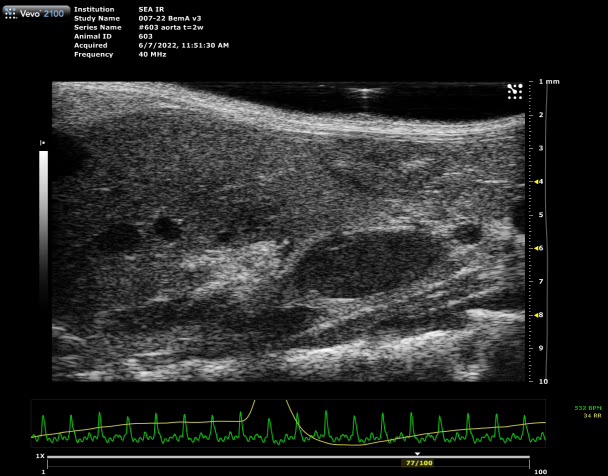 Vevo 2100
Institution SEA IR
Study Name 007-22 BemA v3
Series Name #603 aorta t=2w
Animal ID 603
Acquired 6/7/2022, 11:51:30 AM
Frequency 40 MHz
1 mm
2
3
4
5
6
7
8
9
10
532 BPM
34 RR
1X
77/100
1
100